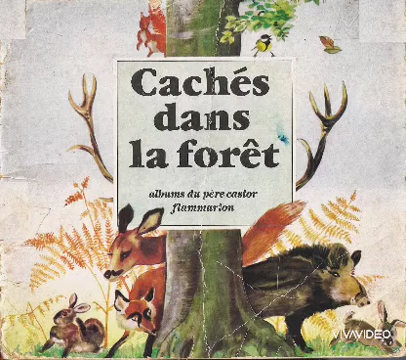 Cachés
dans
la forêt
albums du père castor
flammarion
VIVAVIDEO